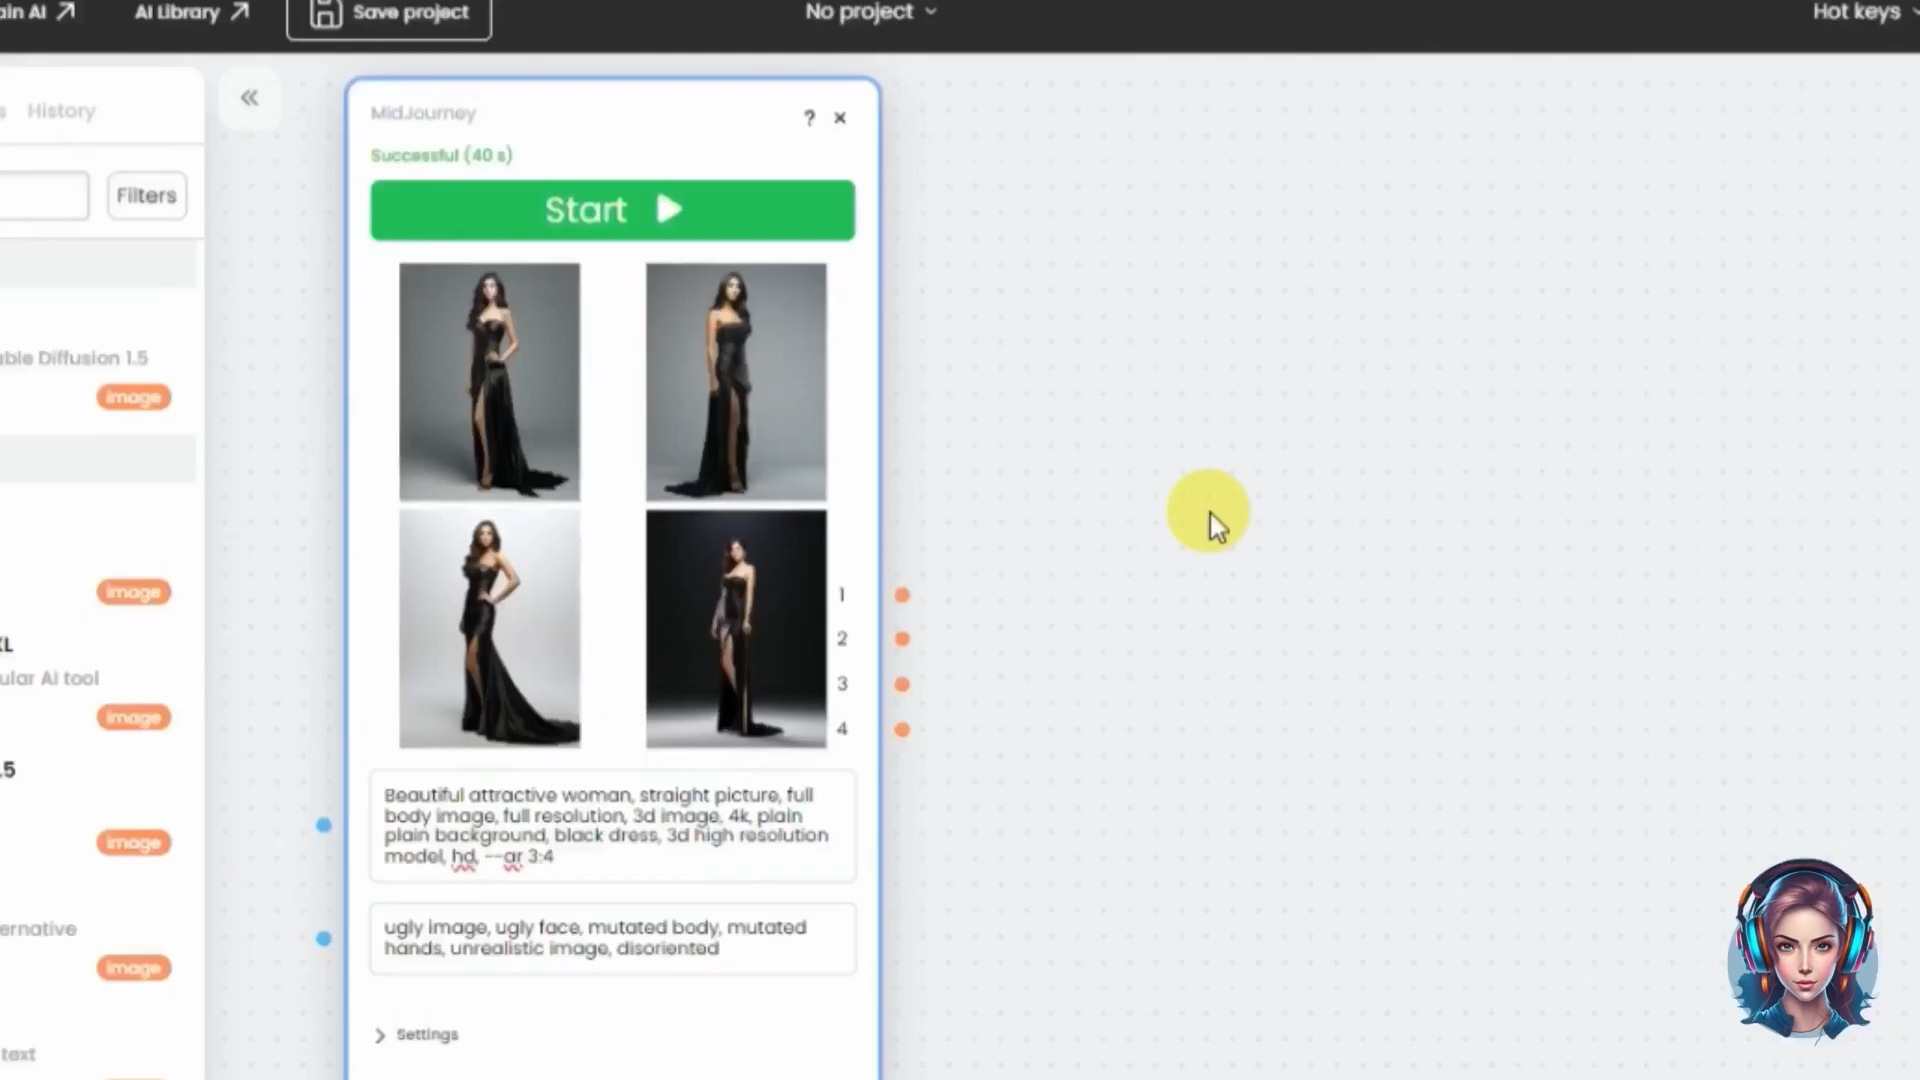 ain AI
AI Library
Save project
No project
Hot keys
History
Filters
MidJourney
? ×
Successful (40 s)
Start
able Diffusion 1.5
image
image
XL
ular AI tool
image
.5
image
ernative
image
text
1
2
3
4
Beautiful attractive woman, straight picture, full
body image, full resolution, 3d image, 4k, plain
plain background, black dress, 3d high resolution
model, hd, --ar 3:4
ugly image, ugly face, mutated body, mutated
hands, unrealistic image, disoriented
Settings